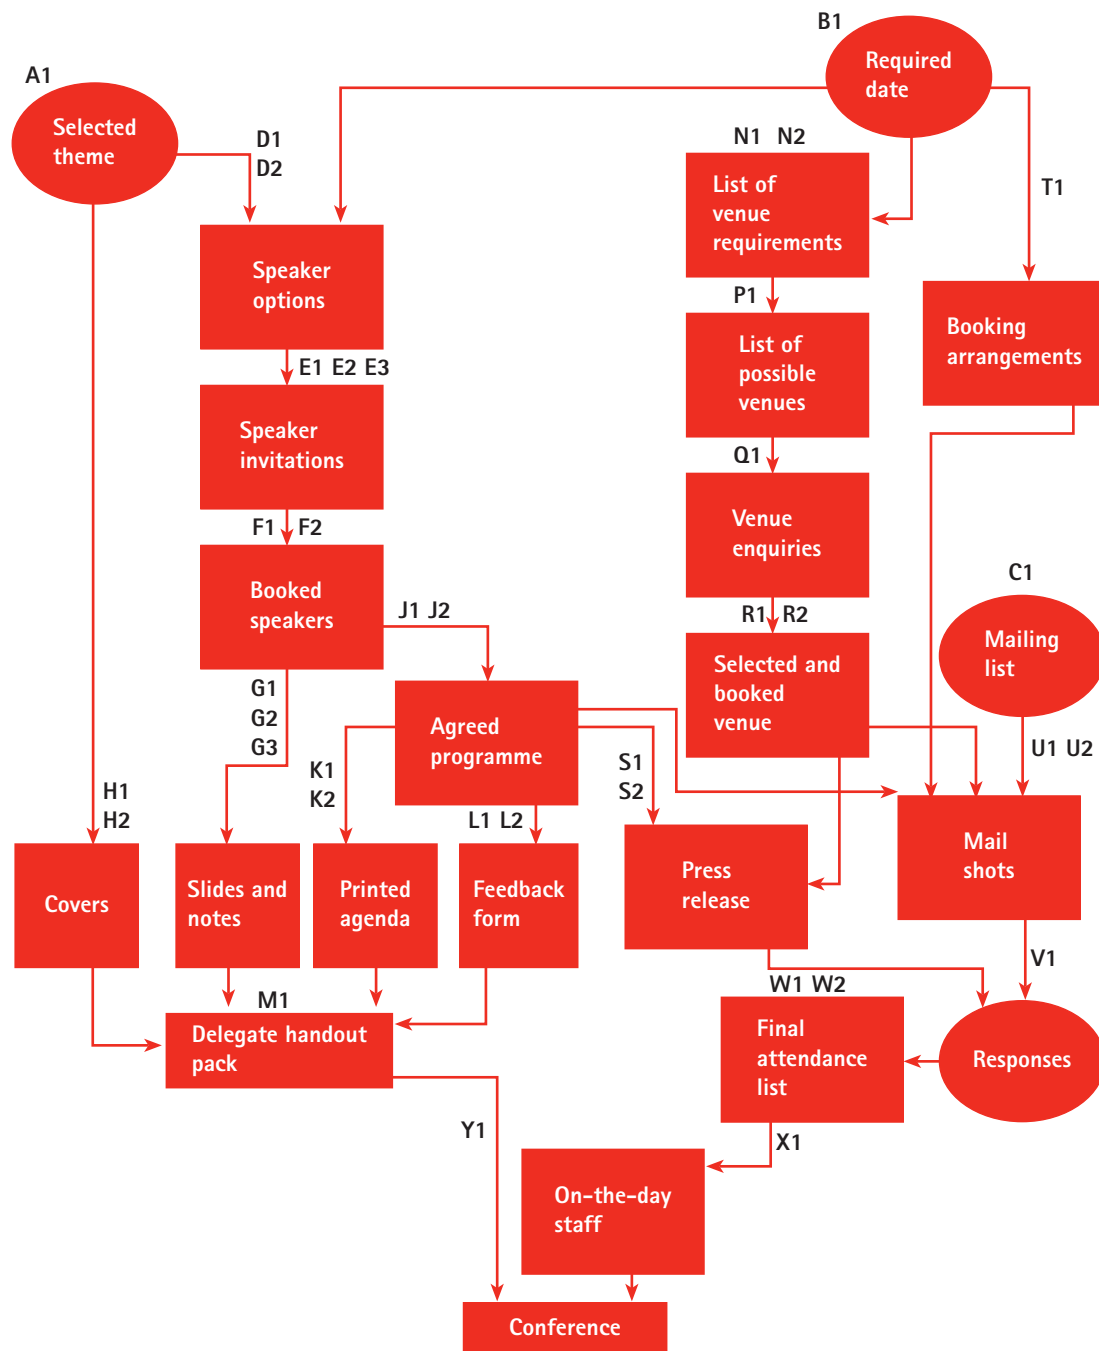 B1
Required
date
A1
Selected
theme
D1
D2
N1 N2
List of
venue
requirements
T1
Speaker
options
P1
Booking
arrangements
List of
possible
venues
E1 E2 E3
Speaker
invitations
Q1
Venue
enquiries
F1 F2
Booked
speakers
C1
Mailing
list
J1 J2
R1 R2
Selected and
booked
venue
G1
G2
G3
Agreed
programme
U1 U2
K1
K2
S1
S2
H1
H2
L1 L2
Covers
Slides and
notes
Printed
agenda
Feedback
form
Press
release
Mail
shots
V1
M1
W1 W2
Delegate handout
pack
Final
attendance
list
Responses
Y1
X1
On-the-day
staff
Conference